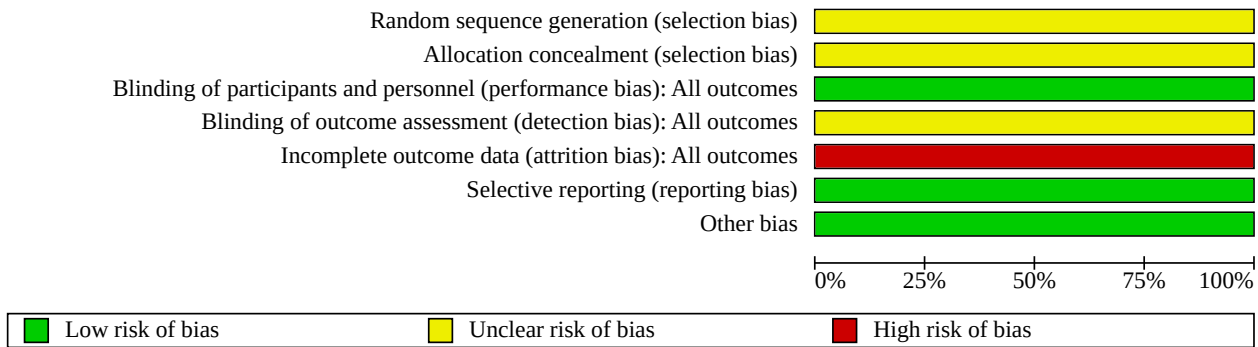 Random sequence generation (selection bias)
Allocation concealment (selection bias)
Blinding of participants and personnel (performance bias): All outcomes
Blinding of outcome assessment (detection bias): All outcomes
Incomplete outcome data (attrition bias): All outcomes
Selective reporting (reporting bias)
Other bias
0% 25% 50% 75% 100%
Low risk of bias Unclear risk of bias High risk of bias